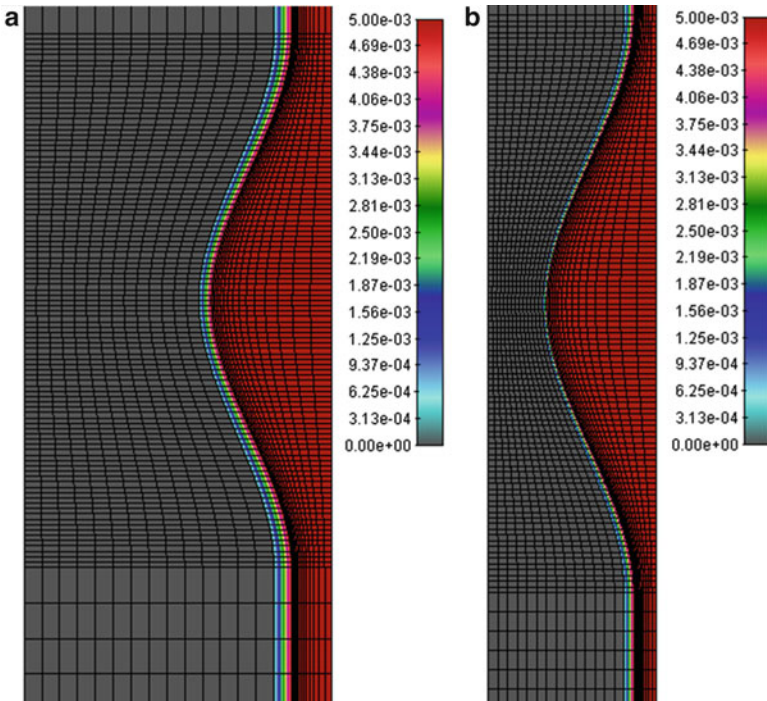 a
5.00e-03
4.69e-03
4.38e-03
4.06e-03
3.75e-03
3.44e-03
3.13e-03
2.81e-03
2.50e-03
2.19e-03
1.87e-03
1.56e-03
1.25e-03
9.37e-04
6.25e-04
3.13e-04
0.00e+00
b
5.00e-03
4.69e-03
4.38e-03
4.06e-03
3.75e-03
3.44e-03
3.13e-03
2.81e-03
2.50e-03
2.19e-03
1.87e-03
1.56e-03
1.25e-03
9.37e-04
6.25e-04
3.13e-04
0.00e+00